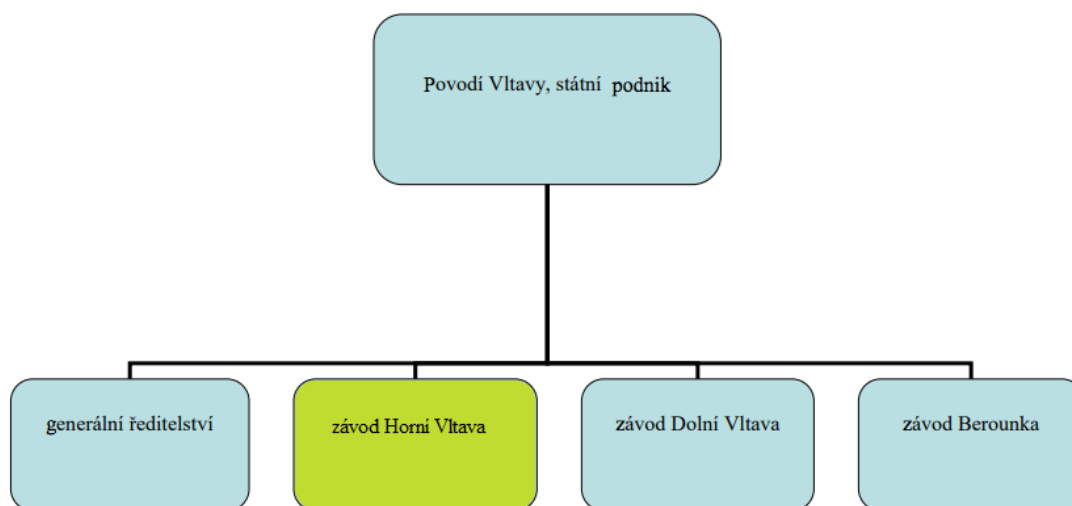 Povodí Vltavy, státní podnik
generální ředitelství
závod Horní Vltava
závod Dolní Vltava
závod Berounka